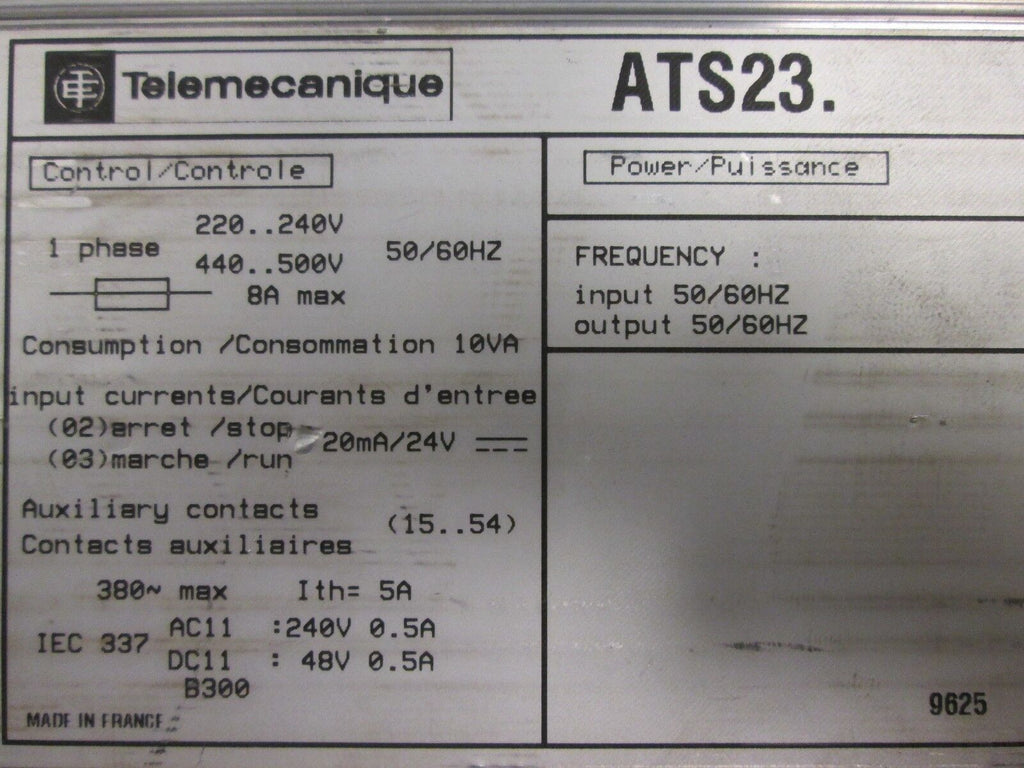 Telemecanique
ATS23.
Control/Controle
1 phase
220..240V
440..500V
50/60HZ
8A max
Consumption /Consommation 10VA
input currents/Courants d'entree
(02)arret /stop
(03)marche /run
20mA/24V
Auxiliary contacts
Contacts auxiliaires
(15..54)
380~ max Ith= 5A
IEC 337
AC11 :240V 0.5A
DC11 : 48V 0.5A
B300
MADE IN FRANCE
Power/Puissance
FREQUENCY :
input 50/60HZ
output 50/60HZ
9625